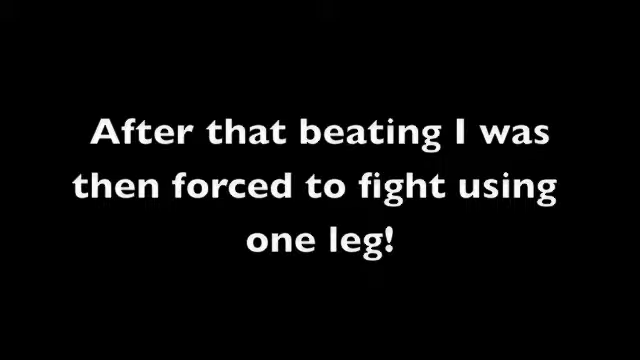 After that beating I was
then forced to fight using
one leg!